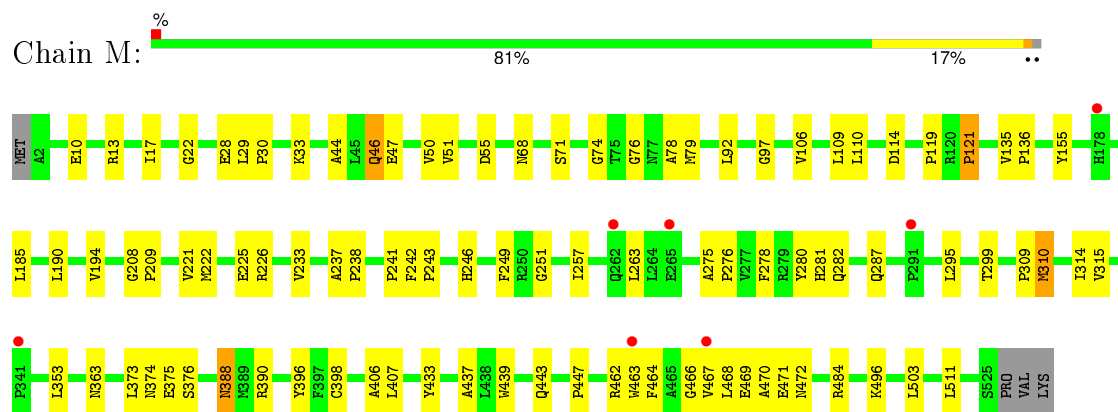 %
Chain M:
81% 17% ••
MET A2 E10 R13 I17 G22 E28 L29 P30 K33 A44 L45 Q46 E47 V50 V51 D55 N68 S71 G74 T75 G76 N77 A78 M79 L92 G97 V106 L109 L110 D114 P119 R120 P121 V135 P136 Y155 H178
L185 L190 V194 G208 P209 V221 M222 E225 R226 V233 A237 P238 P241 F242 P243 H246 F249 R250 G251 I257 Q262 L263 L264 E265 A275 P276 V277 F278 R279 Y280 H281 Q282 Q287 P291 L295 T299 P309 M310 I314 V315
P341 L353 N363 L373 N374 E375 S376 N388 M389 R390 Y396 F397 C398 A406 L407 Y433 A437 L438 W439 Q443 P447 R462 W463 F464 A465 G466 V467 L468 E469 A470 E471 N472 R484 K496 L503 L511 S525 PRO VAL LYS